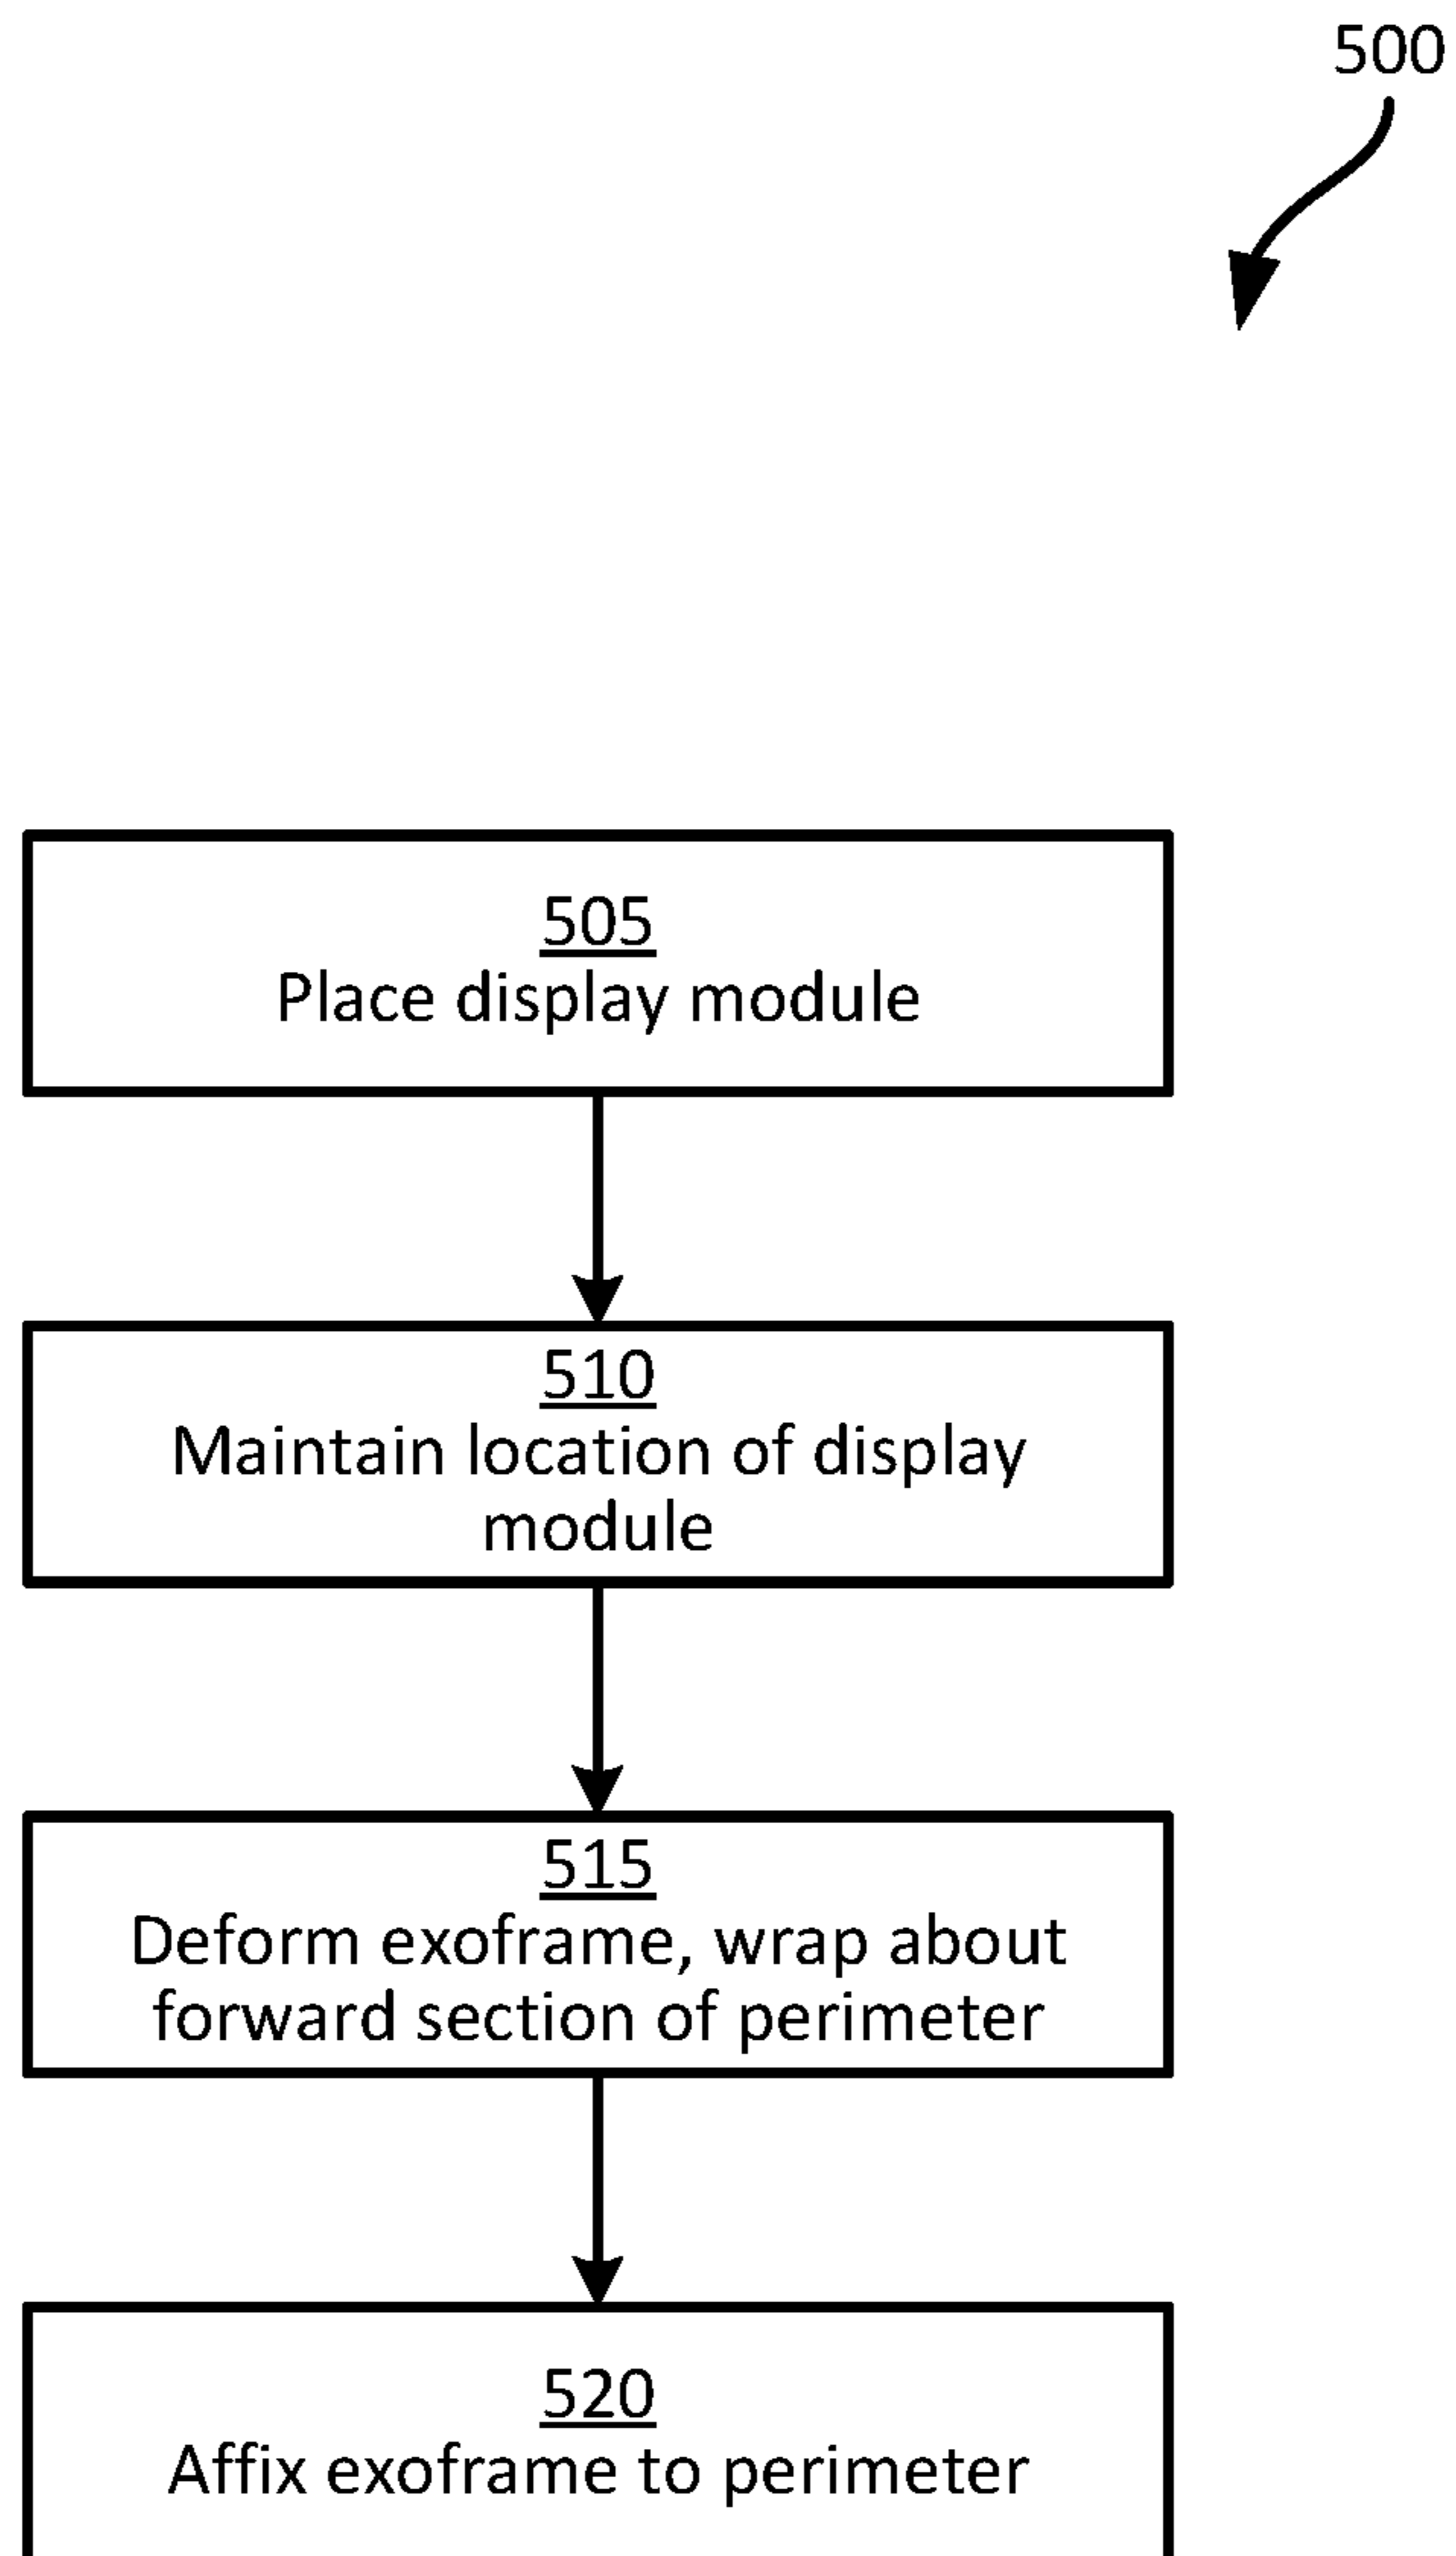 500
505
Place display module
510
Maintain location of display
module
515
Deform exoframe, wrap about
forward section of perimeter
520
Affix exoframe to perimeter